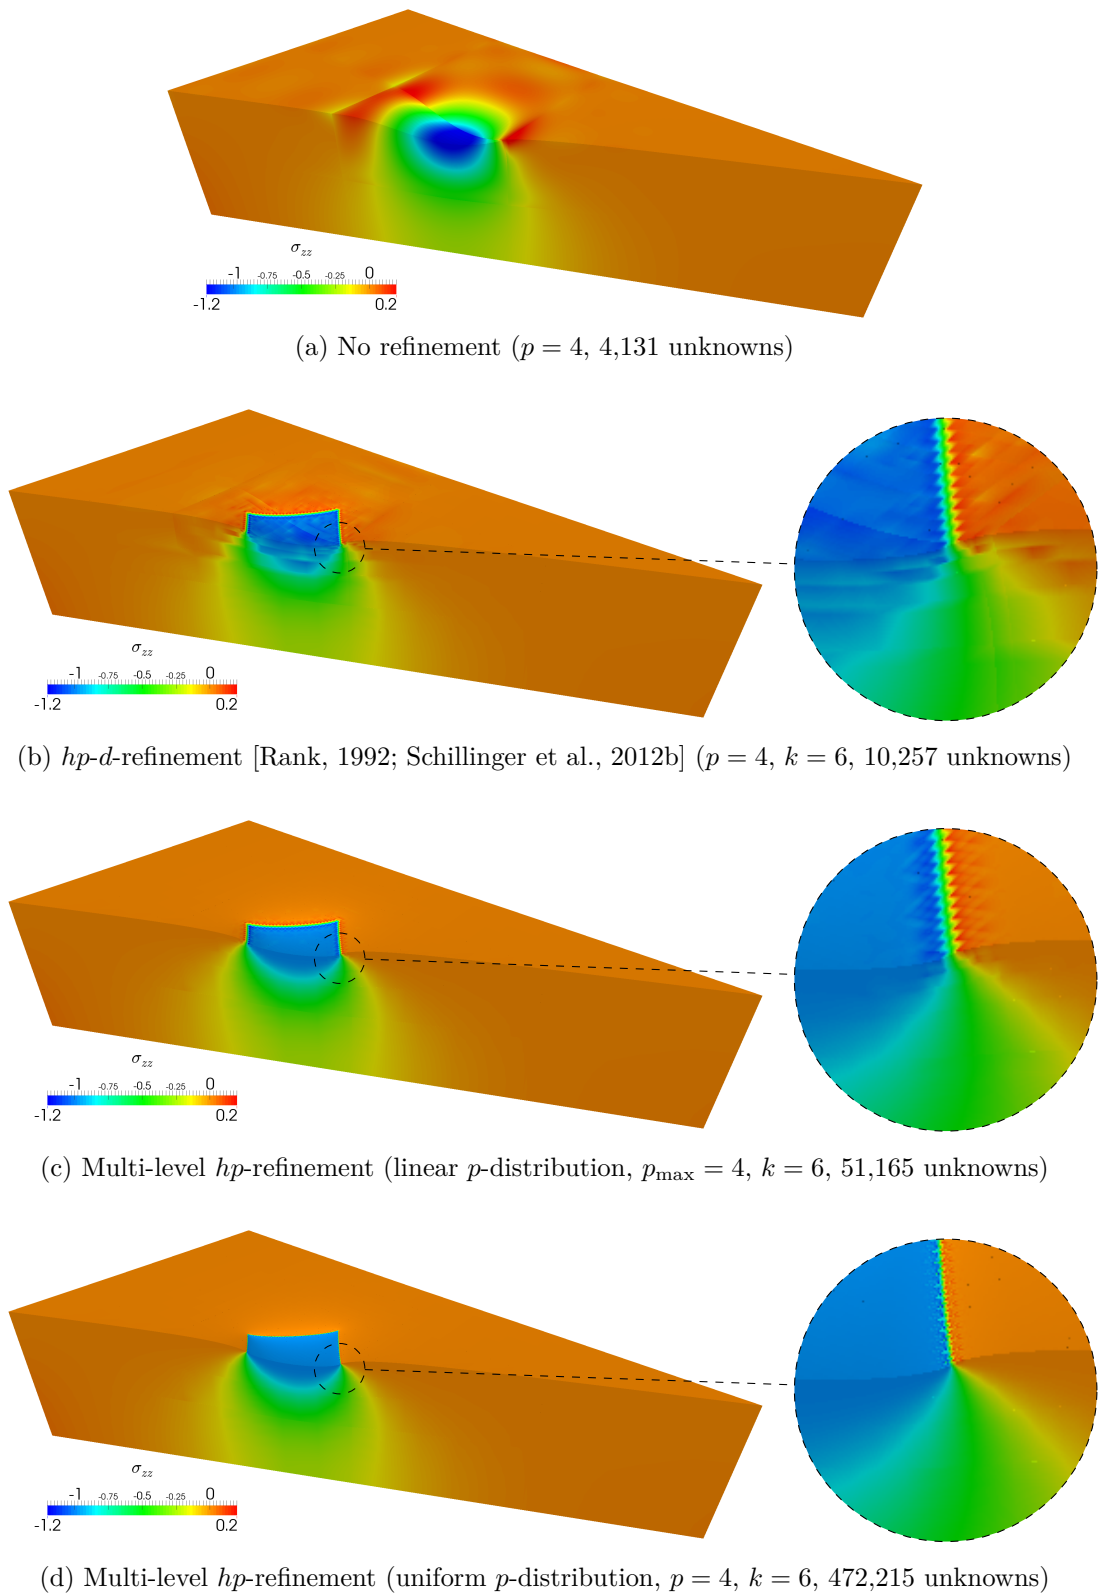 σzz
-1 -0.75 -0.5 -0.25 0
-1.2 0.2
(a) No refinement (p = 4, 4,131 unknowns)
σzz
-1 -0.75 -0.5 -0.25 0
-1.2 0.2
(b) hp-d-refinement [Rank, 1992; Schillinger et al., 2012b] (p = 4, k = 6, 10,257 unknowns)
σzz
-1 -0.75 -0.5 -0.25 0
-1.2 0.2
(c) Multi-level hp-refinement (linear p-distribution, pmax = 4, k = 6, 51,165 unknowns)
σzz
-1 -0.75 -0.5 -0.25 0
-1.2 0.2
(d) Multi-level hp-refinement (uniform p-distribution, p = 4, k = 6, 472,215 unknowns)